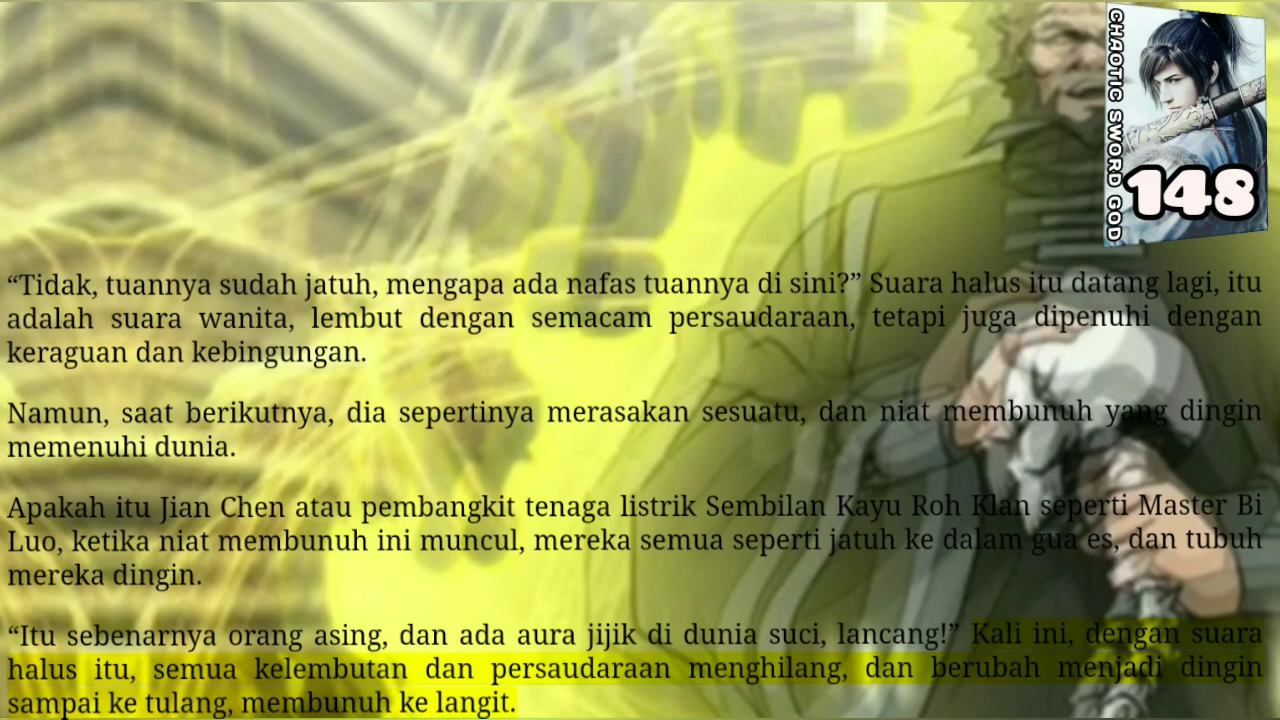 CHAOTIC SWORD GOD
148
“Tidak, tuannya sudah jatuh, mengapa ada nafas tuannya di sini?” Suara halus itu datang lagi, itu
adalah suara wanita, lembut dengan semacam persaudaraan, tetapi juga dipenuhi dengan
keraguan dan kebingungan.
Namun, saat berikutnya, dia sepertinya merasakan sesuatu, dan niat membunuh yang dingin
memenuhi dunia.
Apakah itu Jian Chen atau pembangkit tenaga listrik Sembilan Kayu Roh Klan seperti Master Bi
Luo, ketika niat membunuh ini muncul, mereka semua seperti jatuh ke dalam gua es, dan tubuh
mereka dingin.
“Itu sebenarnya orang asing, dan ada aura jijik di dunia suci, lancang!” Kali ini, dengan suara
halus itu, semua kelembutan dan persaudaraan menghilang, dan berubah menjadi dingin
sampai ke tulang, membunuh ke langit.